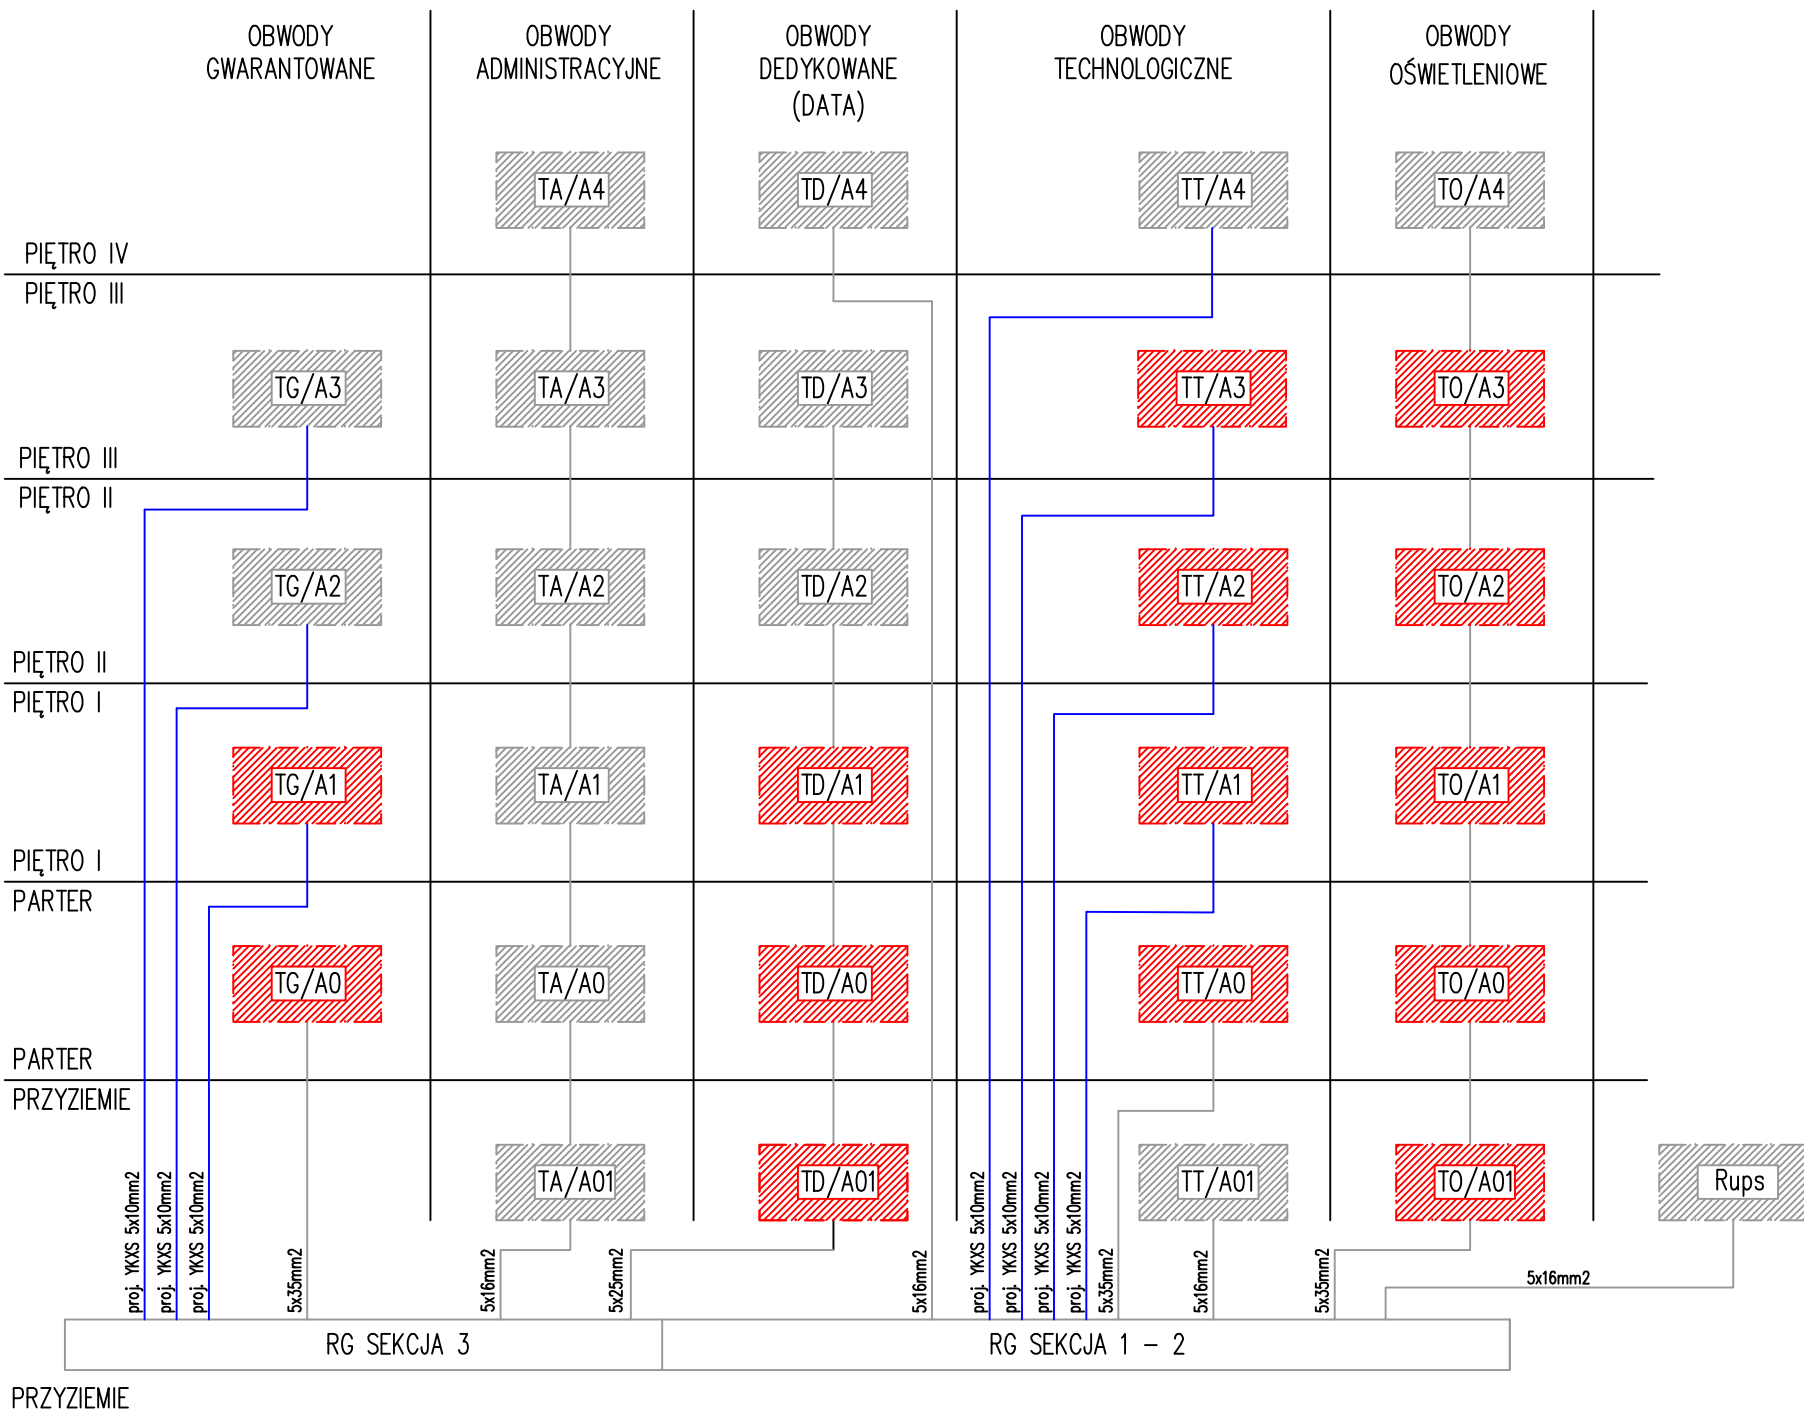 OBWODY
GWARANTOWANE
OBWODY
ADMINISTRACYJNE
OBWODY
DEDYKOWANE
(DATA)
OBWODY
TECHNOLOGICZNE
OBWODY
OŚWIETLENIOWE
TA/A4
TD/A4
TT/A4
TO/A4
PIĘTRO IV
PIĘTRO III
TG/A3
TA/A3
TD/A3
TT/A3
TO/A3
PIĘTRO III
PIĘTRO II
TG/A2
TA/A2
TD/A2
TT/A2
TO/A2
PIĘTRO II
PIĘTRO I
TG/A1
TA/A1
TD/A1
TT/A1
TO/A1
PIĘTRO I
PARTER
TG/A0
TA/A0
TD/A0
TT/A0
TO/A0
PARTER
PRZYZIEMIE
TA/A01
TD/A01
TT/A01
TO/A01
Rups
proj. YKXS 5x10mm2
proj. YKXS 5x10mm2
proj. YKXS 5x10mm2
5x35mm2
5x16mm2
5x25mm2
5x16mm2
proj. YKXS 5x10mm2
proj. YKXS 5x10mm2
proj. YKXS 5x10mm2
proj. YKXS 5x10mm2
5x35mm2
5x16mm2
5x35mm2
5x16mm2
RG SEKCJA 3
RG SEKCJA 1 - 2
PRZYZIEMIE